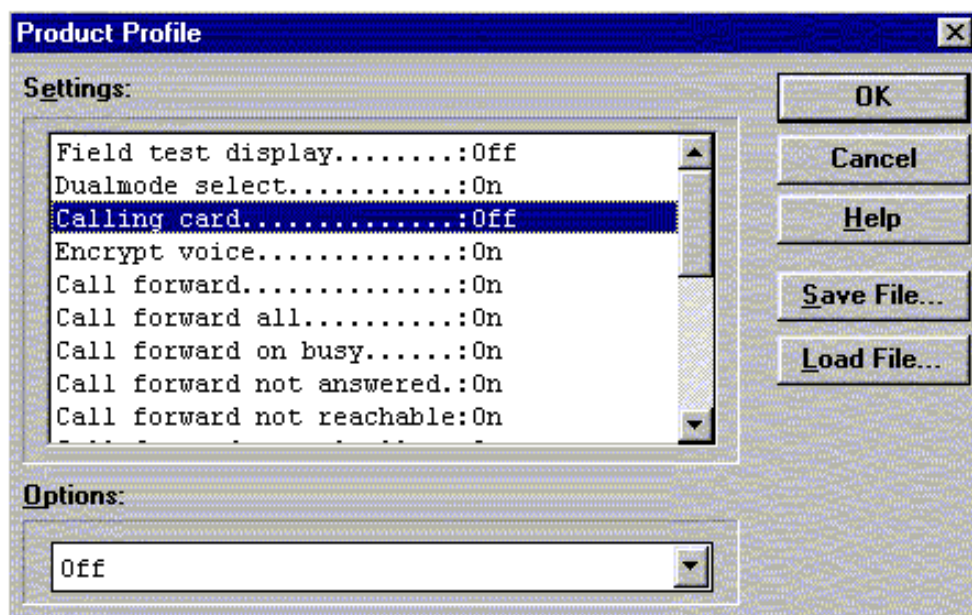 Product Profile
Settings:
Field test display........:Off
Dualmode select...........:On
Calling card..............:Off
Encrypt voice.............:On
Call forward..............:On
Call forward all..........:On
Call forward on busy......:On
Call forward not answered.:On
Call forward not reachable:On
OK
Cancel
Help
Save File...
Load File...
Options:
Off